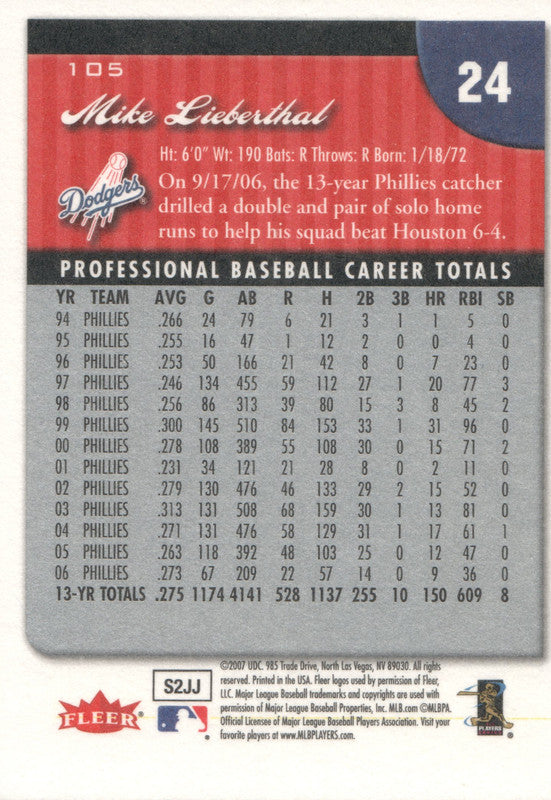 105
24
Mike Lieberthal
Ht: 6'0" Wt: 190 Bats: R Throws: R Born: 1/18/72
Dodgers
On 9/17/06, the 13-year Phillies catcher
drilled a double and pair of solo home
runs to help his squad beat Houston 6-4.
PROFESSIONAL BASEBALL CAREER TOTALS
YR TEAM AVG G AB R H 2B 3B HR RBI SB
94 PHILLIES .266 24 79 6 21 3 1 1 5 0
95 PHILLIES .255 16 47 1 12 2 0 0 4 0
96 PHILLIES .253 50 166 21 42 8 0 7 23 0
97 PHILLIES .246 134 455 59 112 27 1 20 77 3
98 PHILLIES .256 86 313 39 80 15 3 8 45 2
99 PHILLIES .300 145 510 84 153 33 1 31 96 0
00 PHILLIES .278 108 389 55 108 30 0 15 71 2
01 PHILLIES .231 34 121 21 28 8 0 2 11 0
02 PHILLIES .279 130 476 46 133 29 2 15 52 0
03 PHILLIES .313 131 508 68 159 30 1 13 81 0
04 PHILLIES .271 131 476 58 129 31 1 17 61 1
05 PHILLIES .263 118 392 48 103 25 0 12 47 0
06 PHILLIES .273 67 209 22 57 14 0 9 36 0
13-YR TOTALS .275 1174 4141 528 1137 255 10 150 609 8
©2007 UDC. 985 Trade Drive, North Las Vegas, NV 89030. All rights
reserved. Printed in the USA. Fleer logos used by permission of Fleer,
LLC. Major League Baseball trademarks and copyrights are used with
permission of Major League Baseball Properties, Inc. MLB.com ©MLBPA.
Official Licensee of Major League Baseball Players Association. Visit your
favorite players at www.MLBPLAYERS.com.
S2JJ
FLEER
PLAYERS